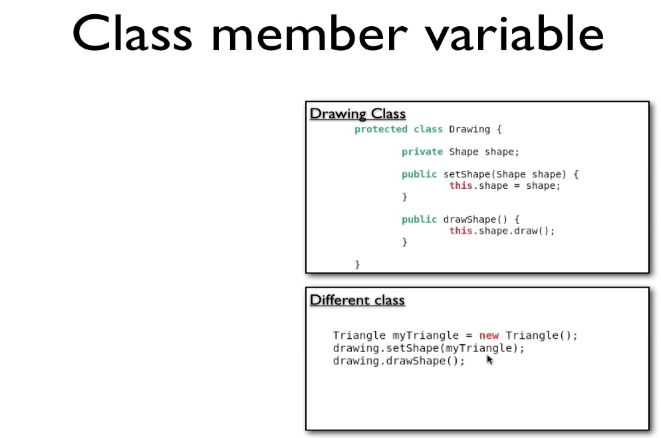 Class member variable
Drawing Class
protected class Drawing {
private Shape shape;
public setShape(Shape shape) {
this.shape = shape;
}
public drawShape() {
this.shape.draw();
}
}
Different class
Triangle myTriangle = new Triangle();
drawing.setShape(myTriangle);
drawing.drawShape();